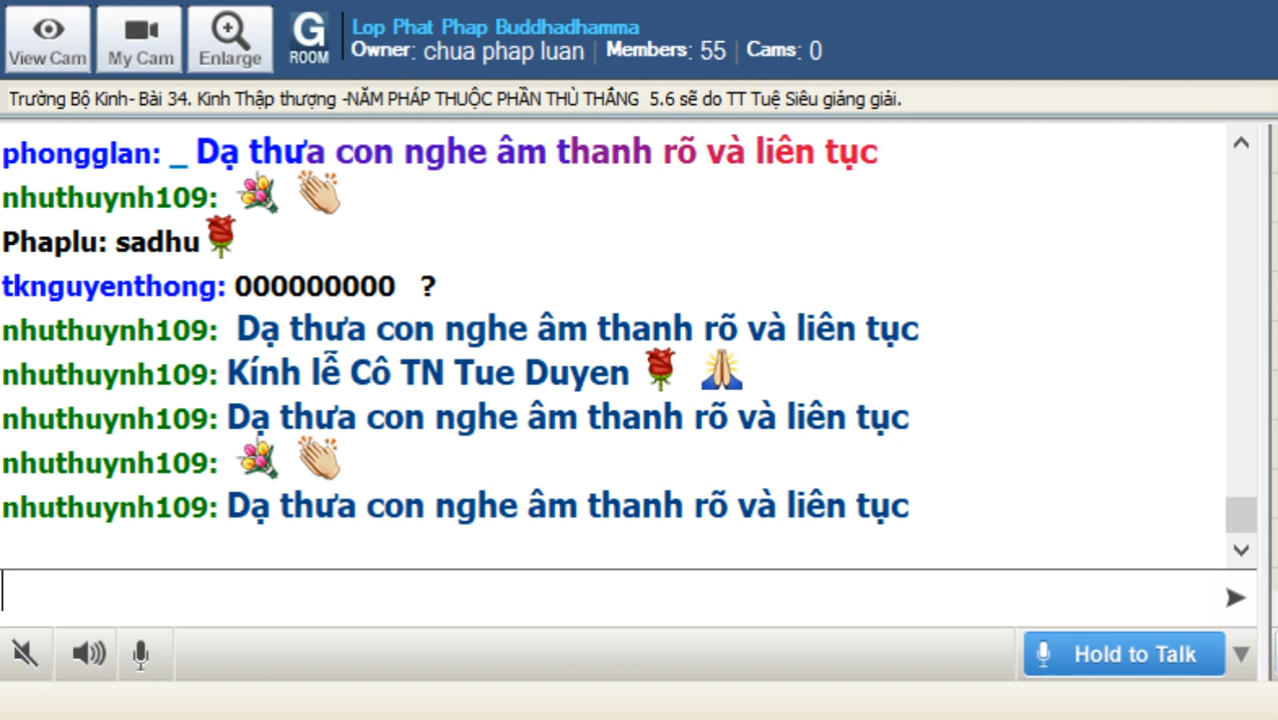 View Cam My Cam Enlarge G ROOM Lop Phat Phap Buddhadhamma
Owner: chua phap luan | Members: 55 | Cams: 0
Trường Bộ Kinh- Bài 34. Kinh Thập thượng -NĂM PHÁP THUỘC PHẦN THÙ THẮNG 5.6 sẽ do TT Tuệ Siêu giảng giải.
phongglan: _ Dạ thưa con nghe âm thanh rõ và liên tục
nhuthuynh109:
Phaplu: sadhu
tknguyenthong: 000000000 ?
nhuthuynh109: Dạ thưa con nghe âm thanh rõ và liên tục
nhuthuynh109: Kính lễ Cô TN Tue Duyen
nhuthuynh109: Dạ thưa con nghe âm thanh rõ và liên tục
nhuthuynh109:
nhuthuynh109: Dạ thưa con nghe âm thanh rõ và liên tục
Hold to Talk